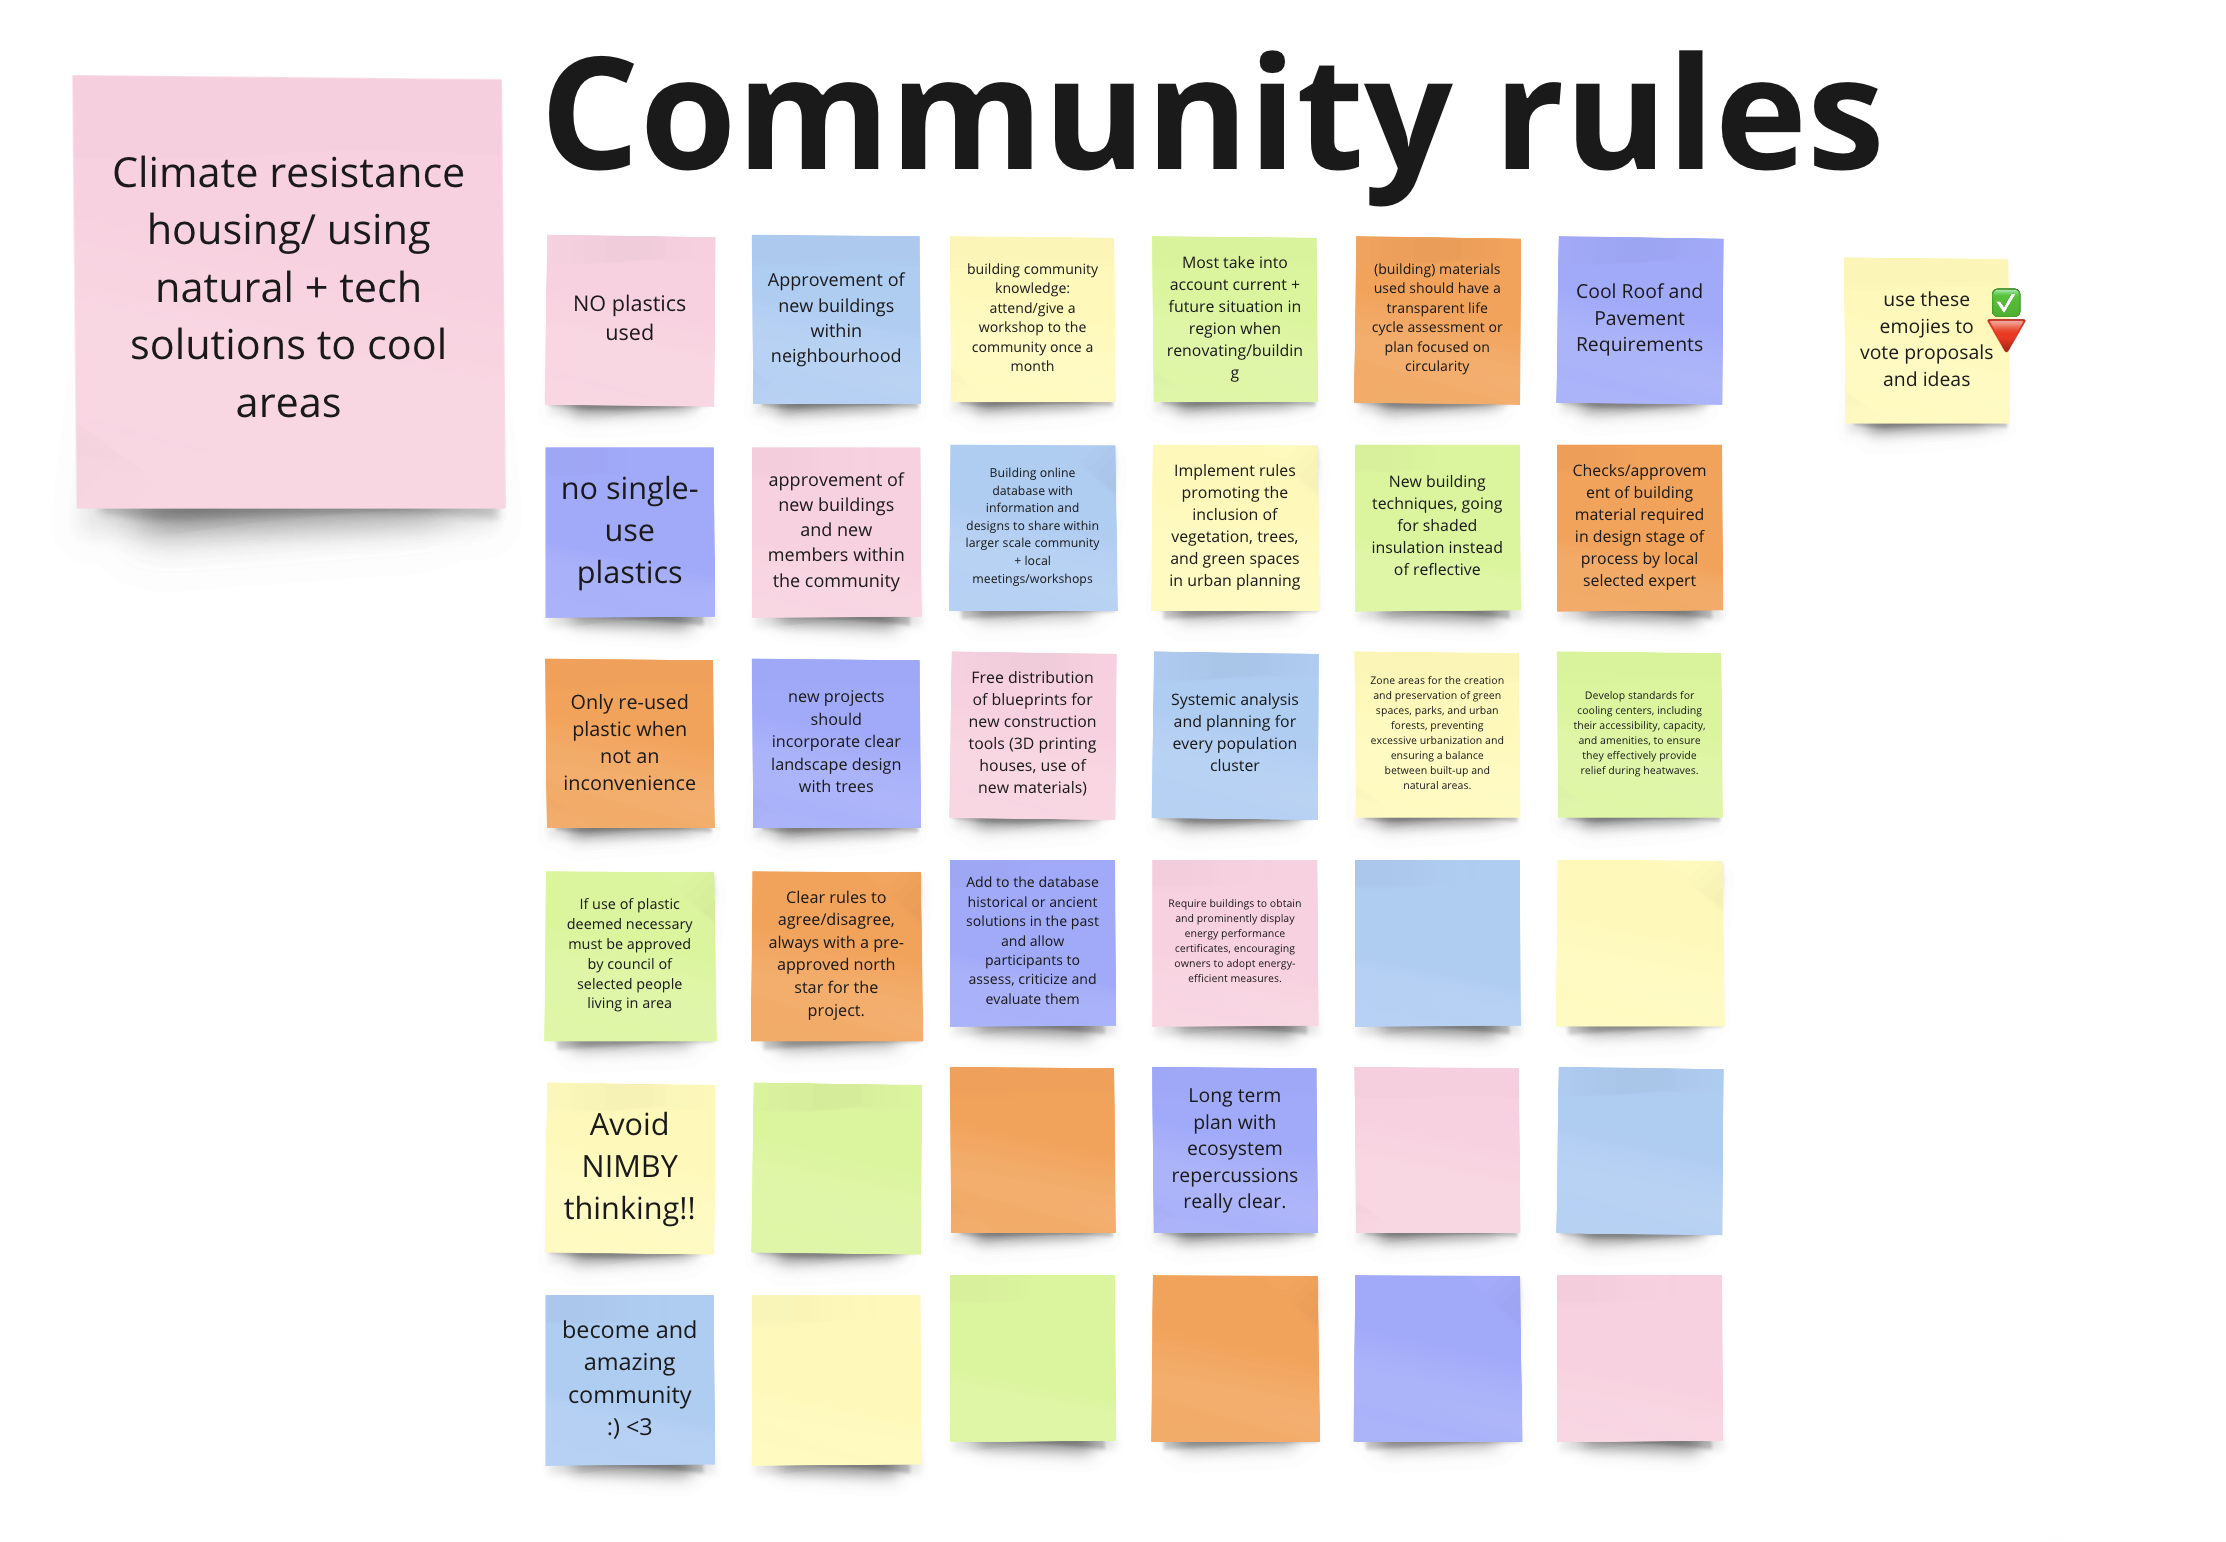 Community rules
Climate resistance
housing/ using
natural + tech
solutions to cool
areas
NO plastics
used
Approvement of
new buildings
within
neighbourhood
building community
knowledge:
attend/give a
workshop to the
community once a
month
Most take into
account current +
future situation in
region when
renovating/buildin
g
(building) materials
used should have a
transparent life
cycle assessment or
plan focused on
circularity
Cool Roof and
Pavement
Requirements
use these
emojies to
vote proposals
and ideas
no single-
use
plastics
approvement of
new buildings
and new
members within
the community
Building online
database with
information and
designs to share within
larger scale community
+ local
meetings/workshops
Implement rules
promoting the
inclusion of
vegetation, trees,
and green spaces
in urban planning
New building
techniques, going
for shaded
insulation instead
of reflective
Checks/approvem
ent of building
material required
in design stage of
process by local
selected expert
Only re-used
plastic when
not an
inconvenience
new projects
should
incorporate clear
landscape design
with trees
Free distribution
of blueprints for
new construction
tools (3D printing
houses, use of
new materials)
Systemic analysis
and planning for
every population
cluster
Zone areas for the creation
and preservation of green
spaces, parks, and urban
forests, preventing
excessive urbanization and
ensuring a balance
between built-up and
natural areas.
Develop standards for
cooling centers, including
their accessibility, capacity,
and amenities, to ensure
they effectively provide
relief during heatwaves.
If use of plastic
deemed necessary
must be approved
by council of
selected people
living in area
Clear rules to
agree/disagree,
always with a pre-
approved north
star for the
project.
Add to the database
historical or ancient
solutions in the past
and allow
participants to
assess, criticize and
evaluate them
Require buildings to obtain
and prominently display
energy performance
certificates, encouraging
owners to adopt energy-
efficient measures.
Avoid
NIMBY
thinking!!
Long term
plan with
ecosystem
repercussions
really clear.
become and
amazing
community
:) <3